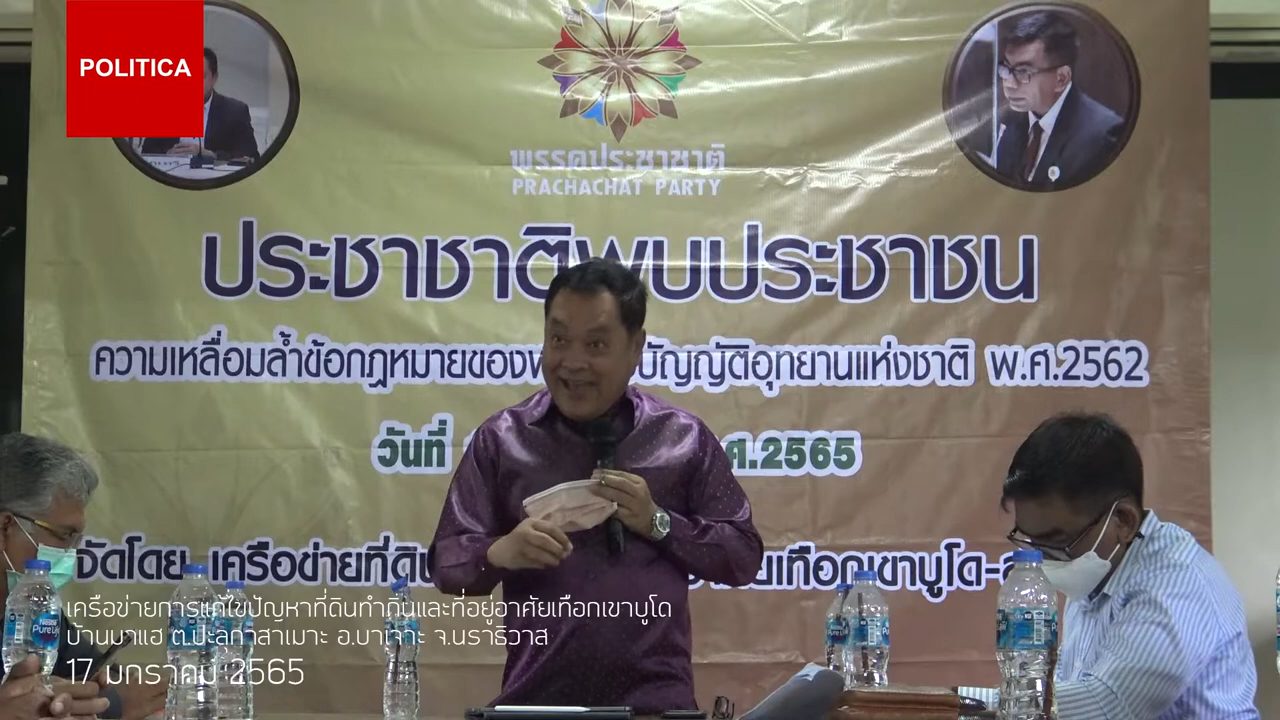 POLITICA
พรรคประชาชาติ
PRACHACHAT PARTY
ประชาชาติพบประชาชน
ความเหลื่อมล้ำข้อกฎหมายของ บัญญัติอุทยานแห่งชาติ พ.ศ.2562
วันที่ ศ.2565
จัดโดย เครือข่ายที่ดิน เทือกเขาบูโด-
เครือข่ายการแก้ไขปัญหาที่ดินทำกินและที่อยู่อาศัยเทือกเขาบูโด
บ้านบาแฮ ต.ปะลุกาสาเมาะ อ.บาเจาะ จ.นราธิวาส
17 มกราคม 2565